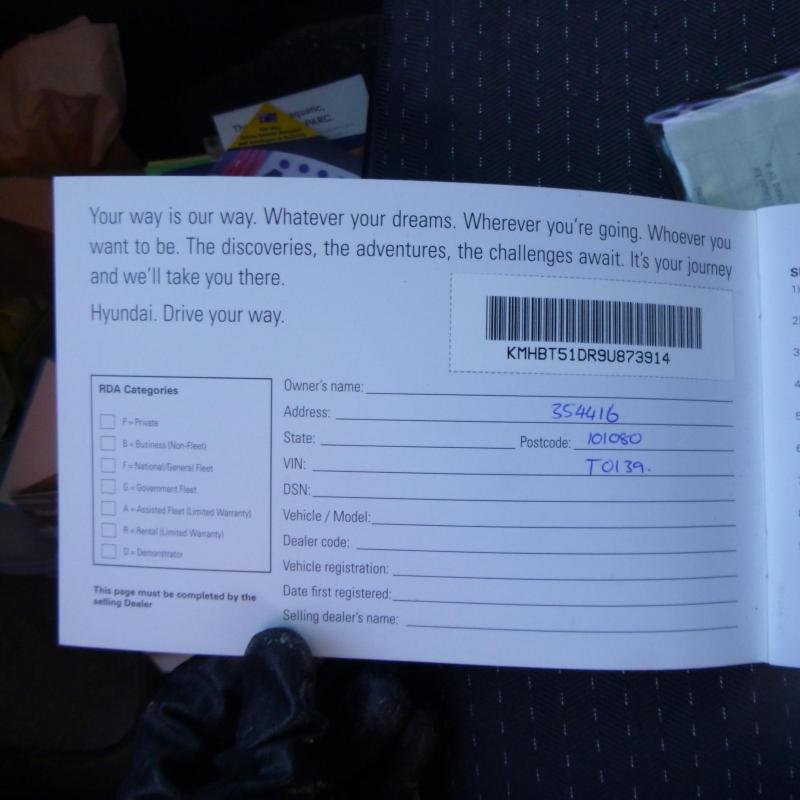 Your way is our way. Whatever your dreams. Wherever you're going. Whoever you
want to be. The discoveries, the adventures, the challenges await. It's your journey
and we'll take you there.
Hyundai. Drive your way.
KMHBT51DR9U873914
RDA Categories
P = Private
B = Business (Non-Fleet)
F = National/General Fleet
G = Government Fleet
A = Assisted Fleet (Limited Warranty)
R = Rental (Limited Warranty)
D = Demonstrator
This page must be completed by the
selling Dealer
Owner's name:
Address: 354416
State: Postcode: 101080
VIN: T0139.
DSN:
Vehicle / Model:
Dealer code:
Vehicle registration:
Date first registered:
Selling dealer's name:
1)